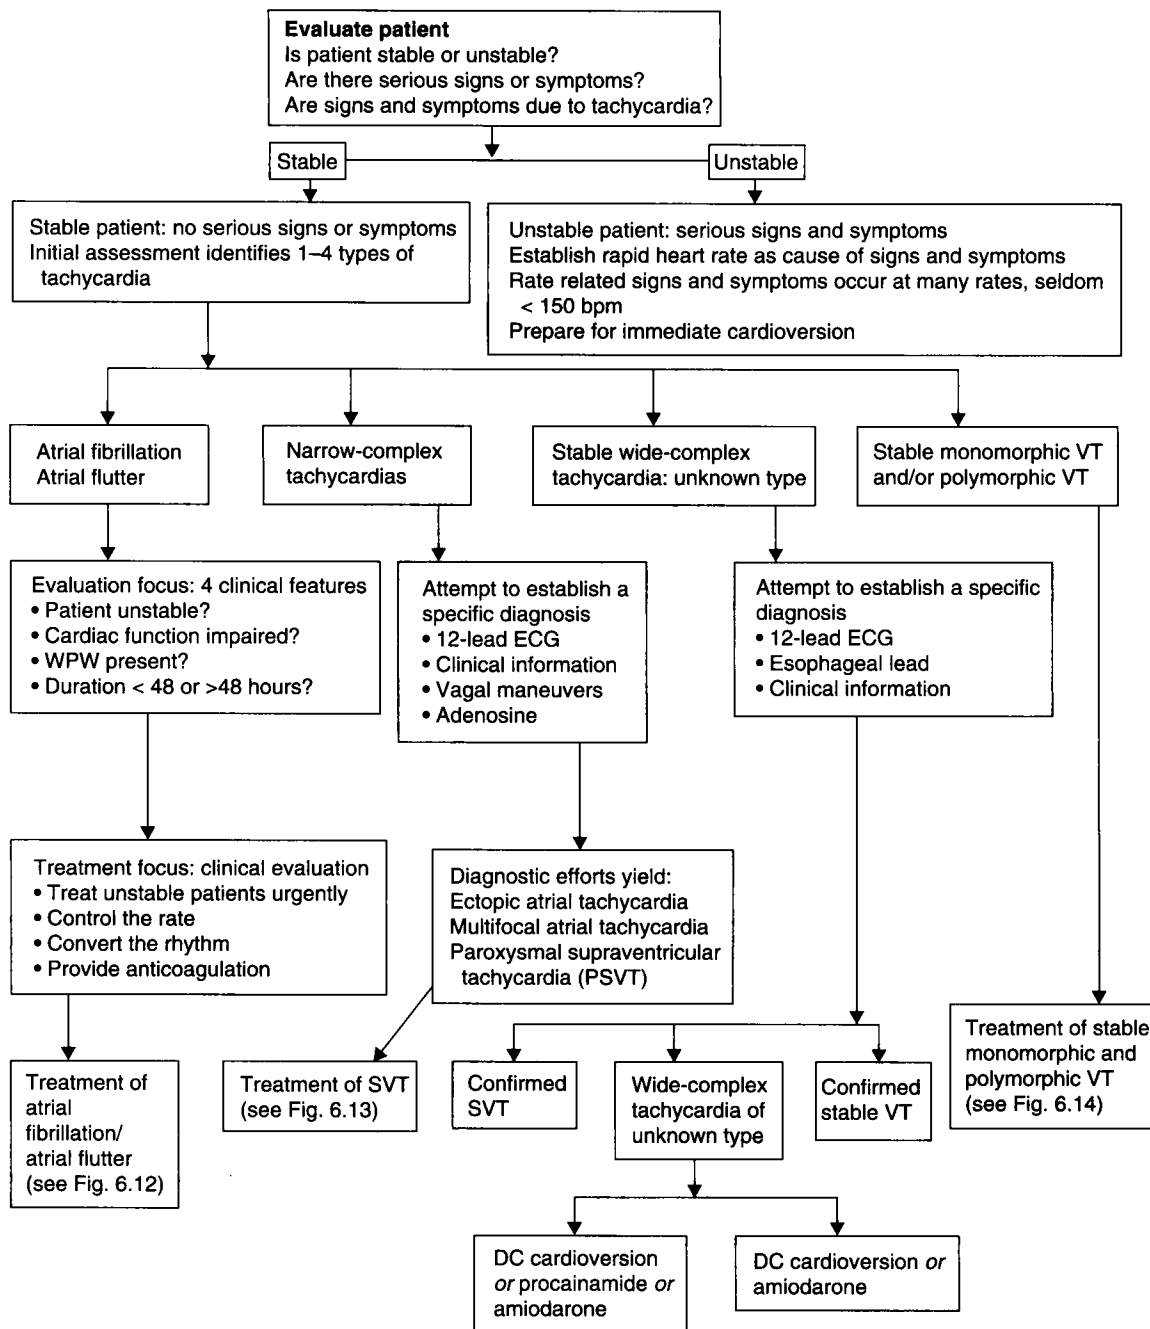 Evaluate patient
Is patient stable or unstable?
Are there serious signs or symptoms?
Are signs and symptoms due to tachycardia?
Stable
Unstable
Stable patient: no serious signs or symptoms
Initial assessment identifies 1–4 types of
tachycardia
Unstable patient: serious signs and symptoms
Establish rapid heart rate as cause of signs and symptoms
Rate related signs and symptoms occur at many rates, seldom
< 150 bpm
Prepare for immediate cardioversion
Atrial fibrillation
Atrial flutter
Narrow-complex
tachycardias
Stable wide-complex
tachycardia: unknown type
Stable monomorphic VT
and/or polymorphic VT
Evaluation focus: 4 clinical features
• Patient unstable?
• Cardiac function impaired?
• WPW present?
• Duration < 48 or >48 hours?
Attempt to establish a
specific diagnosis
• 12-lead ECG
• Clinical information
• Vagal maneuvers
• Adenosine
Attempt to establish a specific
diagnosis
• 12-lead ECG
• Esophageal lead
• Clinical information
Treatment focus: clinical evaluation
• Treat unstable patients urgently
• Control the rate
• Convert the rhythm
• Provide anticoagulation
Diagnostic efforts yield:
Ectopic atrial tachycardia
Multifocal atrial tachycardia
Paroxysmal supraventricular
tachycardia (PSVT)
Treatment of
atrial
fibrillation/
atrial flutter
(see Fig. 6.12)
Treatment of SVT
(see Fig. 6.13)
Confirmed
SVT
Wide-complex
tachycardia of
unknown type
Confirmed
stable VT
Treatment of stable
monomorphic and
polymorphic VT
(see Fig. 6.14)
DC cardioversion
or procainamide or
amiodarone
DC cardioversion or
amiodarone